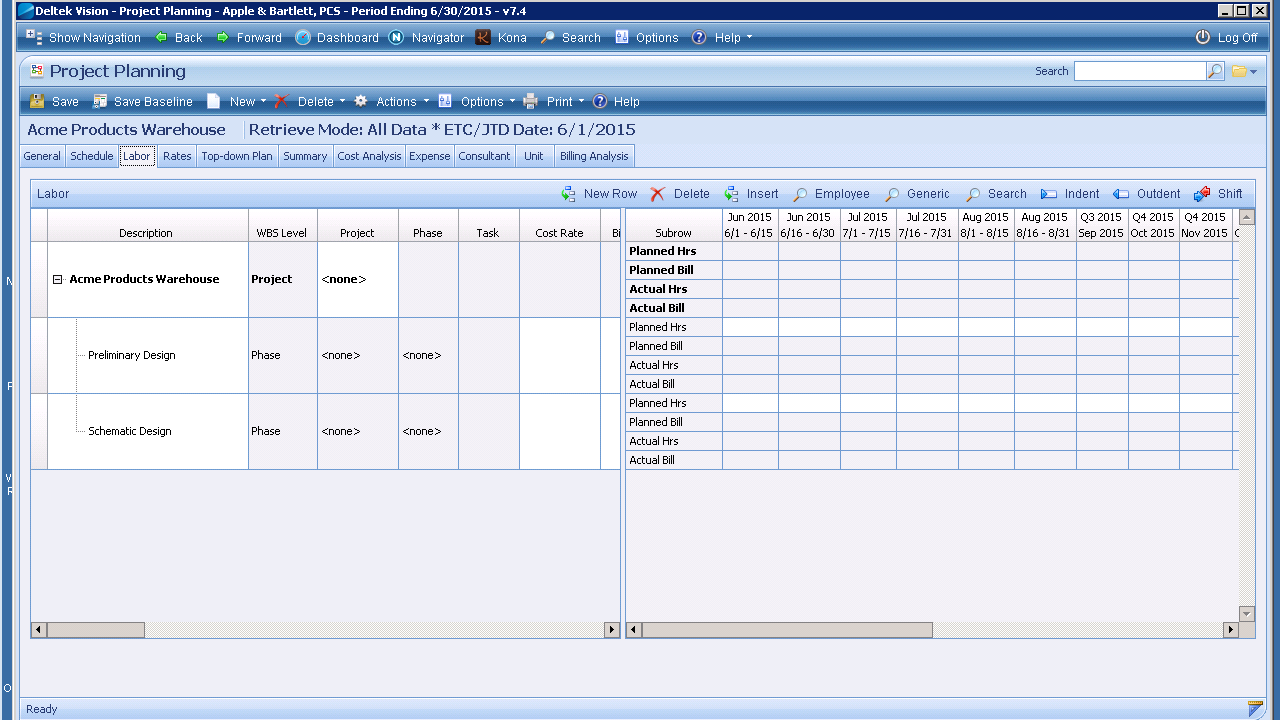 Deltek Vision - Project Planning - Apple & Bartlett, PCS - Period Ending 6/30/2015 - v7.4
Show Navigation Back Forward Dashboard Navigator Kona Search Options Help Log Off
Project Planning Search
Save Save Baseline New Delete Actions Options Print Help
Acme Products Warehouse Retrieve Mode: All Data * ETC/JTD Date: 6/1/2015
General Schedule Labor Rates Top-down Plan Summary Cost Analysis Expense Consultant Unit Billing Analysis
Labor New Row Delete Insert Employee Generic Search Indent Outdent Shift
Jun 2015 Jun 2015 Jul 2015 Jul 2015 Aug 2015 Aug 2015 Q3 2015 Q4 2015 Q4 2015
Description WBS Level Project Phase Task Cost Rate Bi Subrow 6/1 - 6/15 6/16 - 6/30 7/1 - 7/15 7/16 - 7/31 8/1 - 8/15 8/16 - 8/31 Sep 2015 Oct 2015 Nov 2015
Planned Hrs
Planned Bill
Acme Products Warehouse Project <none>
Actual Hrs
Actual Bill
Planned Hrs
Planned Bill
Preliminary Design Phase <none> <none>
Actual Hrs
Actual Bill
Planned Hrs
Planned Bill
Schematic Design Phase <none> <none>
Actual Hrs
Actual Bill
Ready